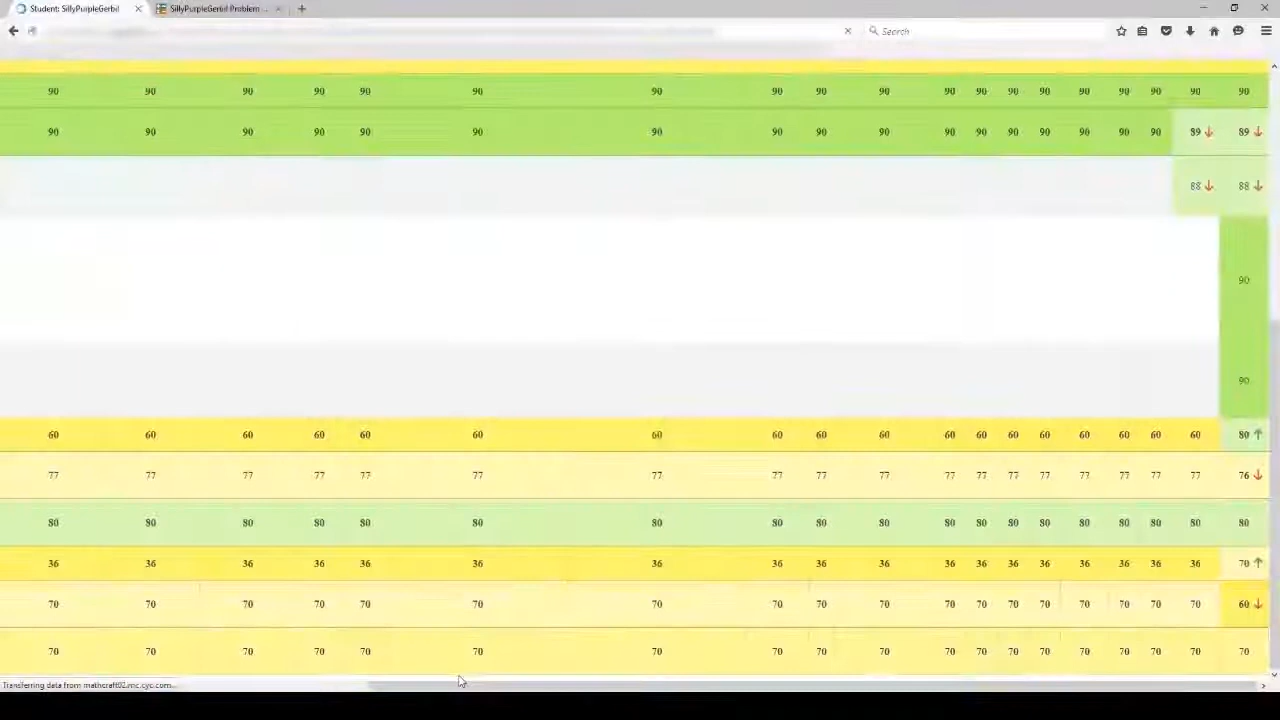 Student: SillyPurpleGerbil
SillyPurpleGerbil Problem ...
Search
90 90 90 90 90 90 90 90 90 90 90 90 90 90 90 90 90 90
90 90 90 90 90 90 90 90 90 90 90 90 90 90 90 90 89 89
88 88
90
90
60 60 60 60 60 60 60 60 60 60 60 60 60 60 60 60 60 80
77 77 77 77 77 77 77 77 77 77 77 77 77 77 77 77 77 76
80 80 80 80 80 80 80 80 80 80 80 80 80 80 80 80 80 80
36 36 36 36 36 36 36 36 36 36 36 36 36 36 36 36 36 70
70 70 70 70 70 70 70 70 70 70 70 70 70 70 70 70 70 60
70 70 70 70 70 70 70 70 70 70 70 70 70 70 70 70 70 70
Transferring data from mathcraft02.mc.cyc.com...